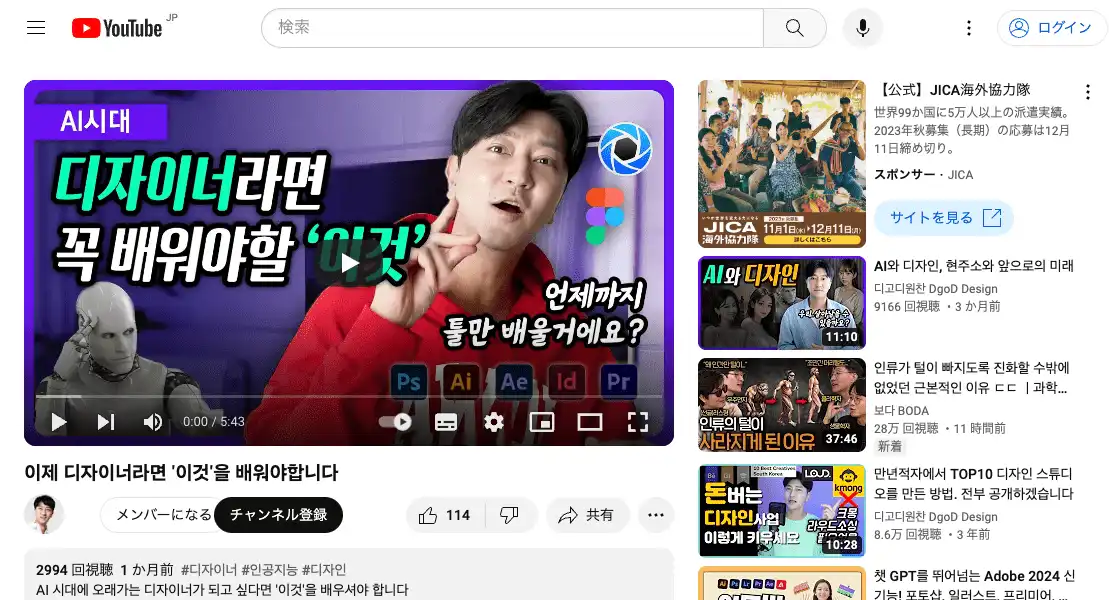 YouTube JP
検索
ログイン
AI시대
디자이너라면
꼭 배워야할 '이것'
언제까지
툴만 배울거에요?
Ps Ai Ae Id Pr
0:00 / 5:43
이제 디자이너라면 '이것'을 배워야합니다
メンバーになる
チャンネル登録
114
共有
2994 回視聴 1 か月前 #디자이너 #인공지능 #디자인
AI 시대에 오래가는 디자이너가 되고 싶다면 '이것'을 배우셔야 합니다
JICA
海外協力隊
11月1日(水)▶12月11日(月)
詳しくはこちら
【公式】JICA海外協力隊
世界99か国に5万人以上の派遣実績。
2023年秋募集（長期）の応募は12月
11日締め切り。
スポンサー・JICA
サイトを見る
AI와 디자인
11:10
AI와 디자인, 현주소와 앞으로의 미래
디고디원찬 DgoD Design
9166 回視聴 ・3 か月前
인류의 털이
사라지게 된 이유
37:46
인류가 털이 빠지도록 진화할 수밖에
없었던 근본적인 이유 ㄷㄷ ｜과학...
보다 BODA
28万 回視聴 ・11 時間前
新着
10 Best Creatives
South Korea
LOUD.
kmong
돈버는
디자인사업
이렇게 키우세요
크몽
라우드소싱
10:28
만년적자에서 TOP10 디자인 스튜디
오를 만든 방법. 전부 공개하겠습니다
디고디원찬 DgoD Design
8.6万 回視聴 ・3 年前
챗 GPT를 뛰어넘는 Adobe 2024 신
기능! 포토샵, 일러스트, 프리미어, ...